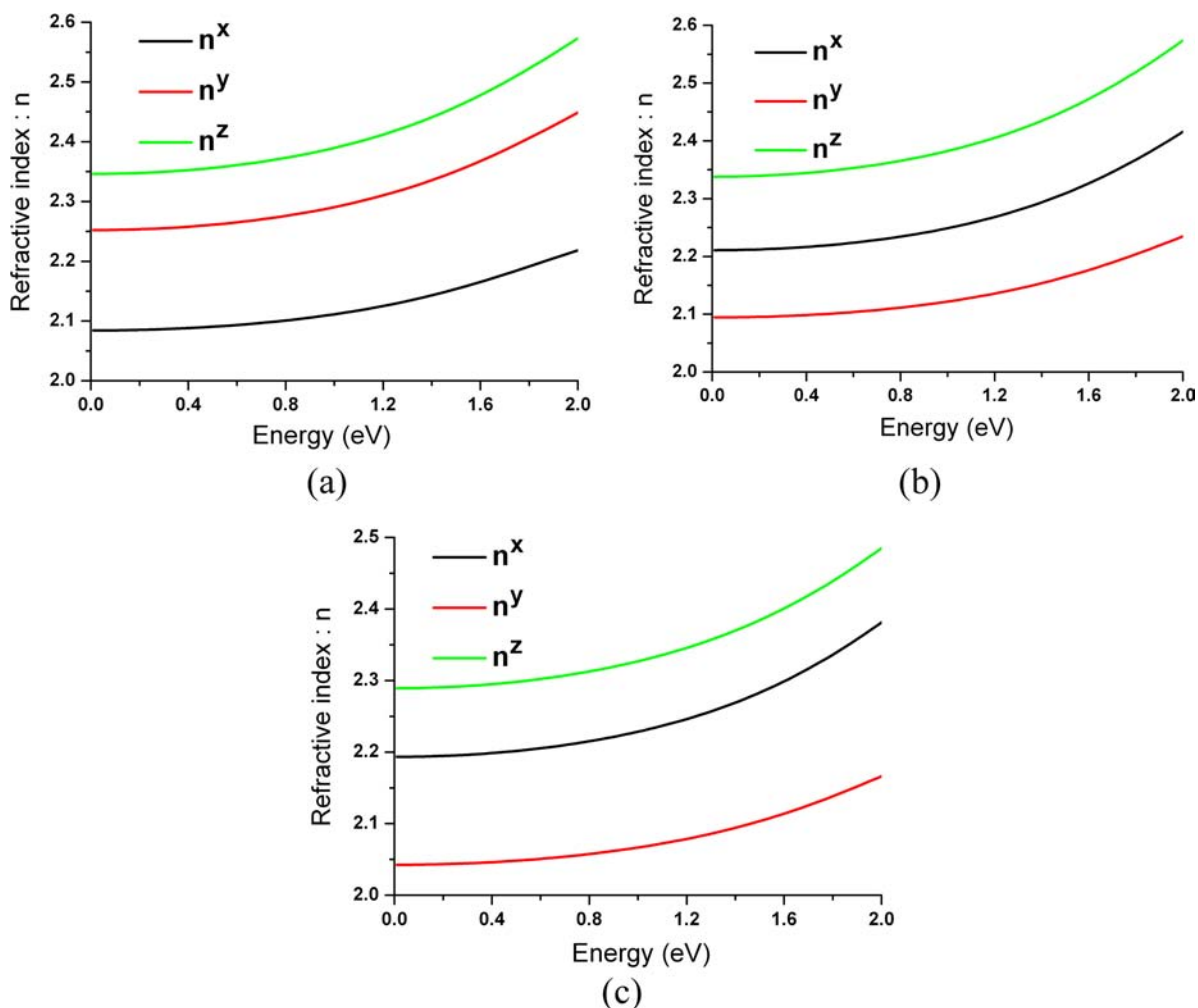 2.6
2.5
2.4
2.3
2.2
2.1
2.0
Refractive index : n
n^x
n^y
n^z
0.0 0.4 0.8 1.2 1.6 2.0
Energy (eV)
(a)
2.6
2.5
2.4
2.3
2.2
2.1
2.0
Refractive index : n
n^x
n^y
n^z
0.0 0.4 0.8 1.2 1.6 2.0
Energy (eV)
(b)
2.5
2.4
2.3
2.2
2.1
2.0
Refractive index : n
n^x
n^y
n^z
0.0 0.4 0.8 1.2 1.6 2.0
Energy (eV)
(c)